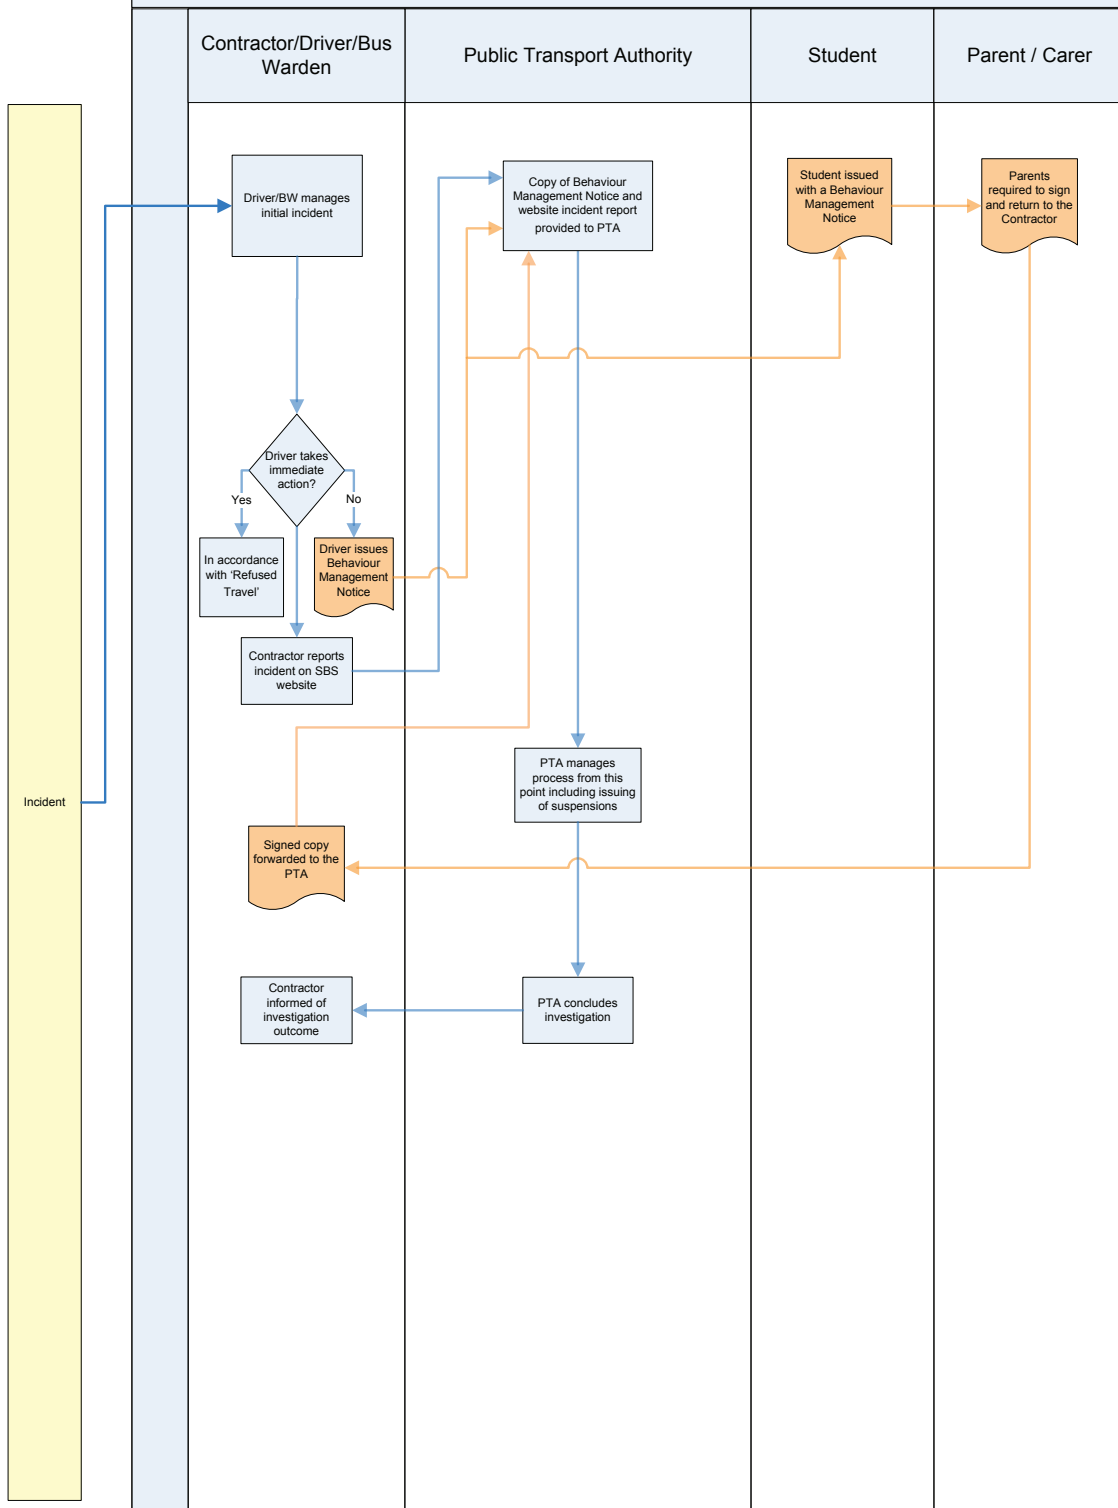 Contractor/Driver/Bus
Warden
Public Transport Authority
Student
Parent / Carer
Driver/BW manages
initial incident
Copy of Behaviour
Management Notice and
website incident report
provided to PTA
Student issued
with a Behaviour
Management
Notice
Parents
required to sign
and return to the
Contractor
Driver takes
immediate
action?
Yes
No
In accordance
with ‘Refused
Travel’
Driver issues
Behaviour
Management
Notice
Contractor reports
incident on SBS
website
PTA manages
process from this
point including issuing
of suspensions
Incident
Signed copy
forwarded to the
PTA
Contractor
informed of
investigation
outcome
PTA concludes
investigation